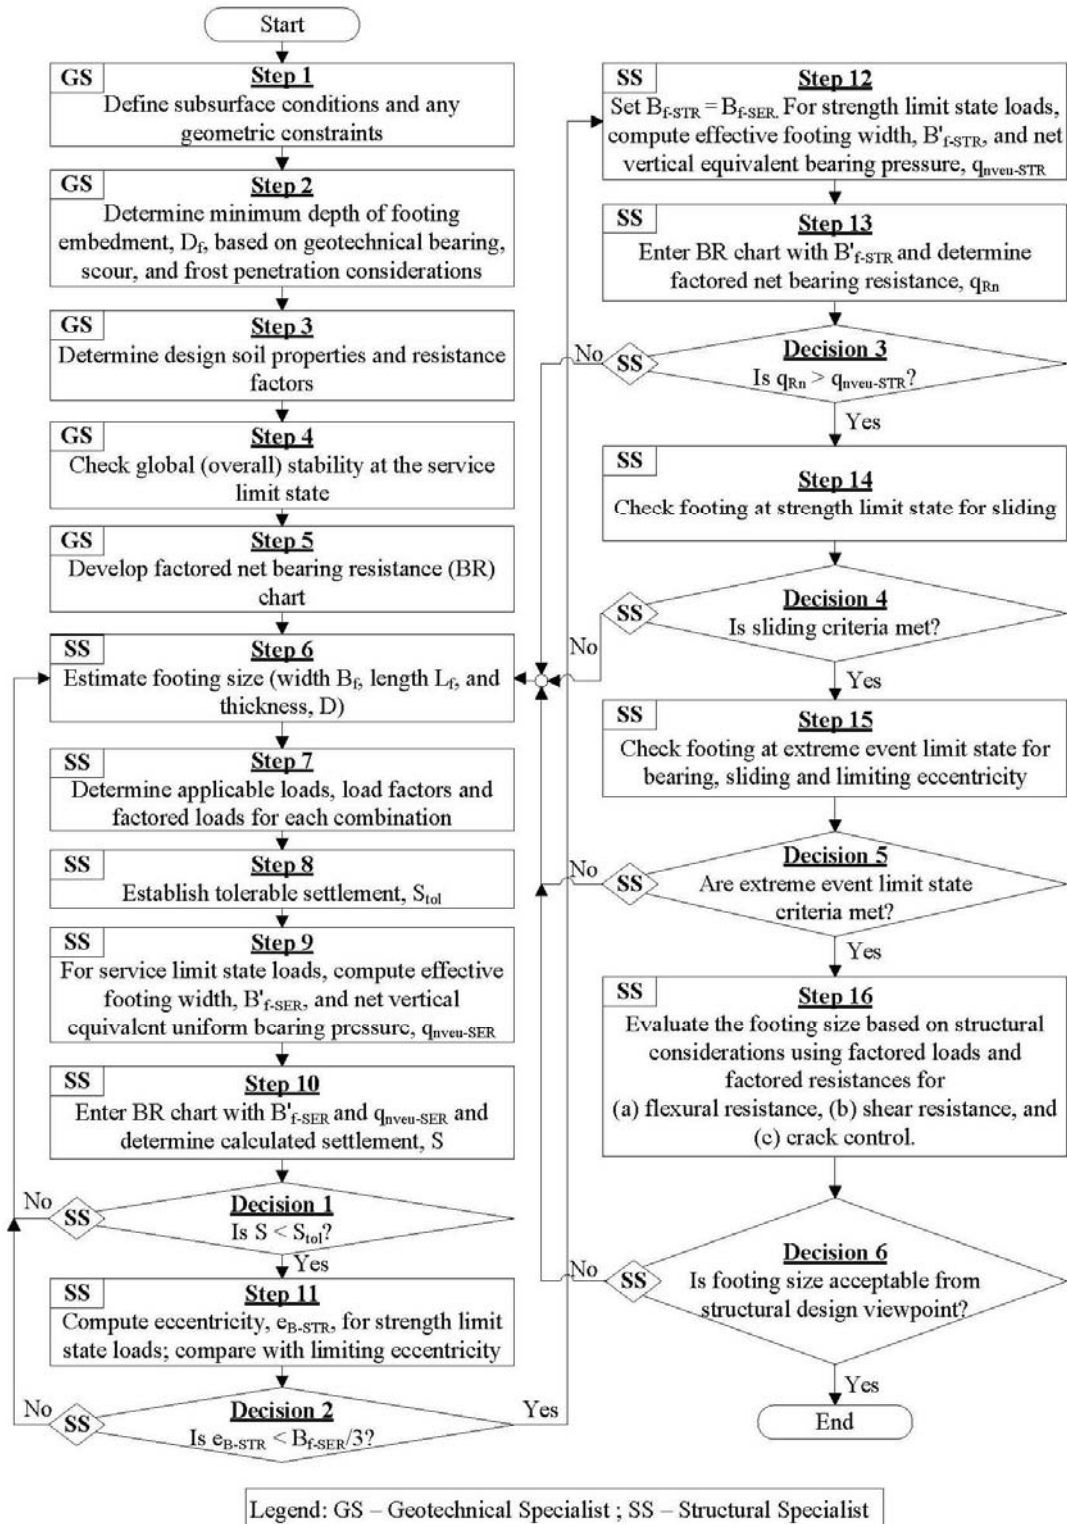 Start
GS
Step 1
Define subsurface conditions and any
geometric constraints
GS
Step 2
Determine minimum depth of footing
embedment, Df, based on geotechnical bearing,
scour, and frost penetration considerations
GS
Step 3
Determine design soil properties and resistance
factors
GS
Step 4
Check global (overall) stability at the service
limit state
GS
Step 5
Develop factored net bearing resistance (BR)
chart
SS
Step 6
Estimate footing size (width Bf, length Lf, and
thickness, D)
SS
Step 7
Determine applicable loads, load factors and
factored loads for each combination
SS
Step 8
Establish tolerable settlement, Stol
SS
Step 9
For service limit state loads, compute effective
footing width, B'f-SER, and net vertical
equivalent uniform bearing pressure, qnveu-SER
SS
Step 10
Enter BR chart with B'f-SER and qnveu-SER and
determine calculated settlement, S
No
SS
Decision 1
Is S < Stol?
Yes
SS
Step 11
Compute eccentricity, eB-STR, for strength limit
state loads; compare with limiting eccentricity
No
SS
Decision 2
Is eB-STR < Bf-SER/3?
Yes
SS
Step 12
Set Bf-STR = Bf-SER. For strength limit state loads,
compute effective footing width, B'f-STR, and net
vertical equivalent bearing pressure, qnveu-STR
SS
Step 13
Enter BR chart with B'f-STR and determine
factored net bearing resistance, qRn
No
SS
Decision 3
Is qRn > qnveu-STR?
Yes
SS
Step 14
Check footing at strength limit state for sliding
No
SS
Decision 4
Is sliding criteria met?
Yes
SS
Step 15
Check footing at extreme event limit state for
bearing, sliding and limiting eccentricity
No
SS
Decision 5
Are extreme event limit state
criteria met?
Yes
SS
Step 16
Evaluate the footing size based on structural
considerations using factored loads and
factored resistances for
(a) flexural resistance, (b) shear resistance, and
(c) crack control.
No
SS
Decision 6
Is footing size acceptable from
structural design viewpoint?
Yes
End
Legend: GS – Geotechnical Specialist ; SS – Structural Specialist